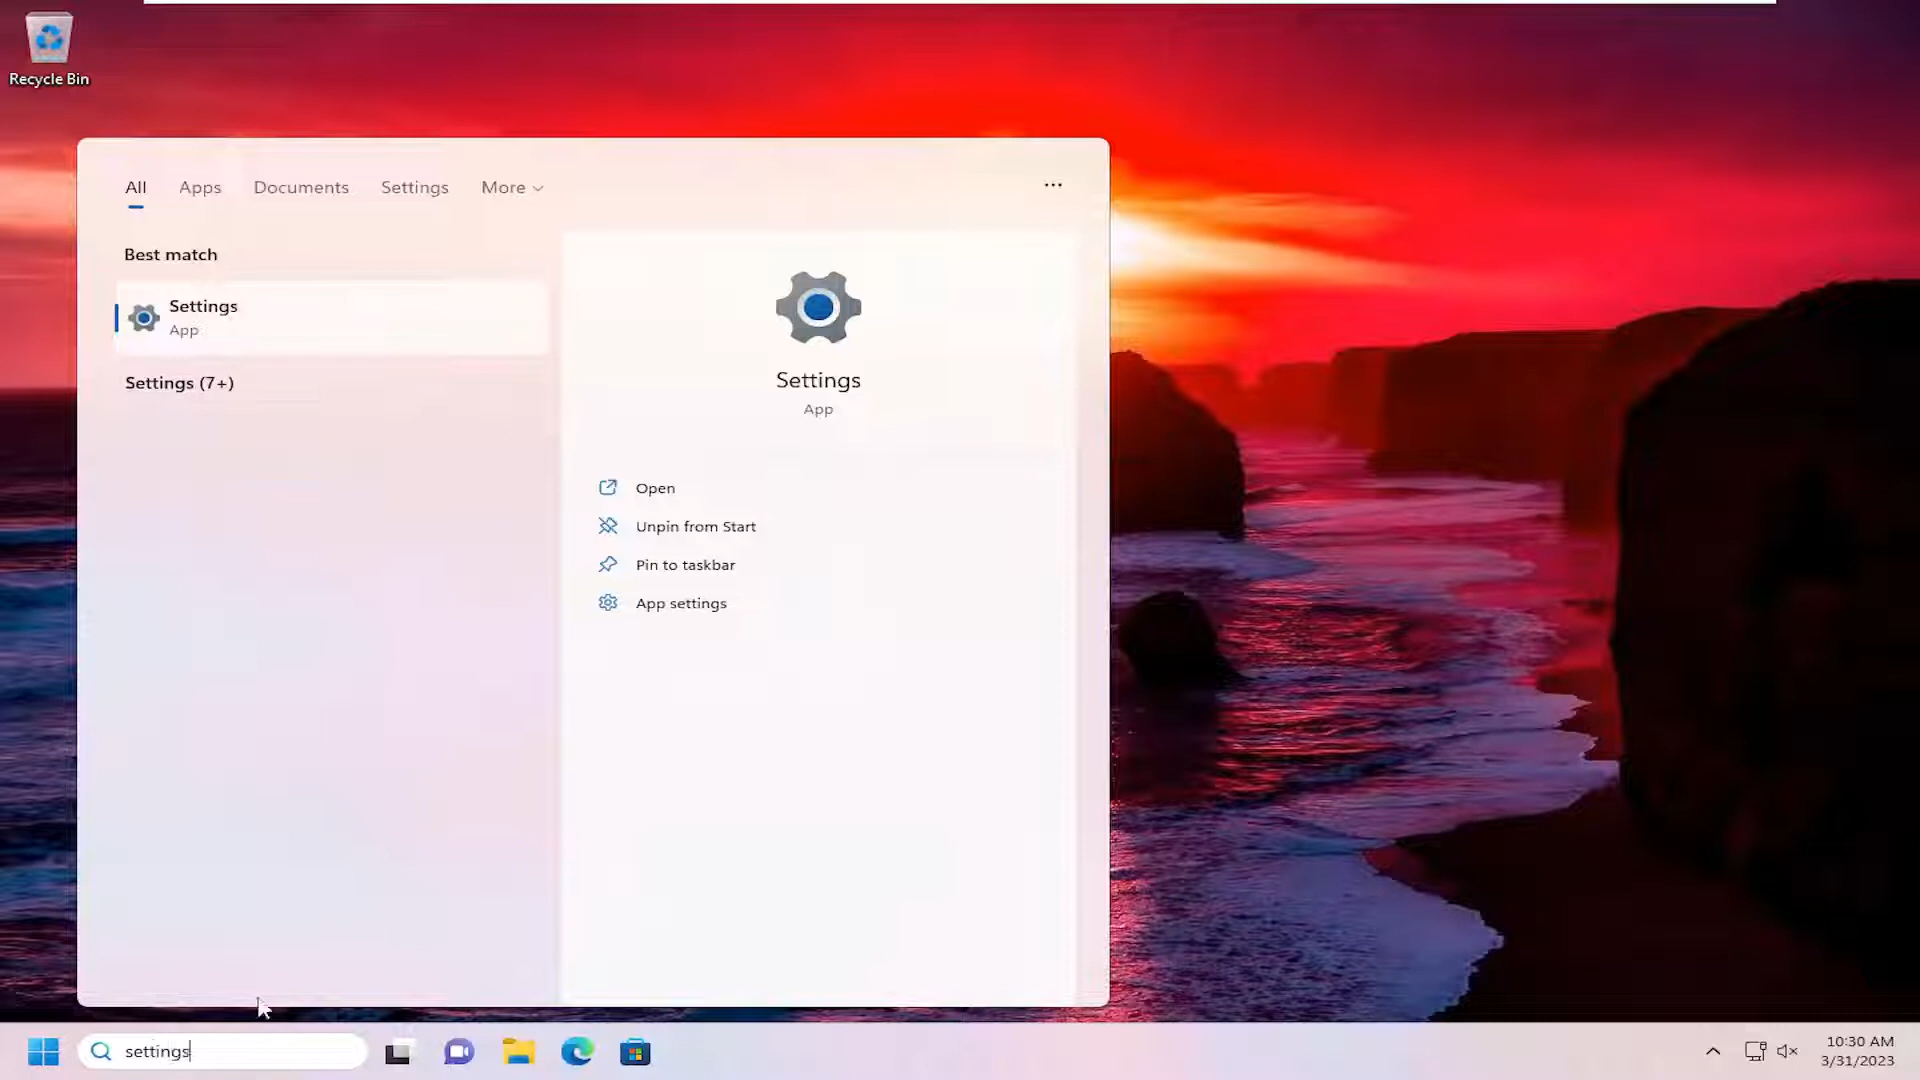 Recycle Bin
All Apps Documents Settings More
Best match
Settings
App
Settings (7+)
Settings
App
Open
Unpin from Start
Pin to taskbar
App settings
settings
10:30 AM
3/31/2023